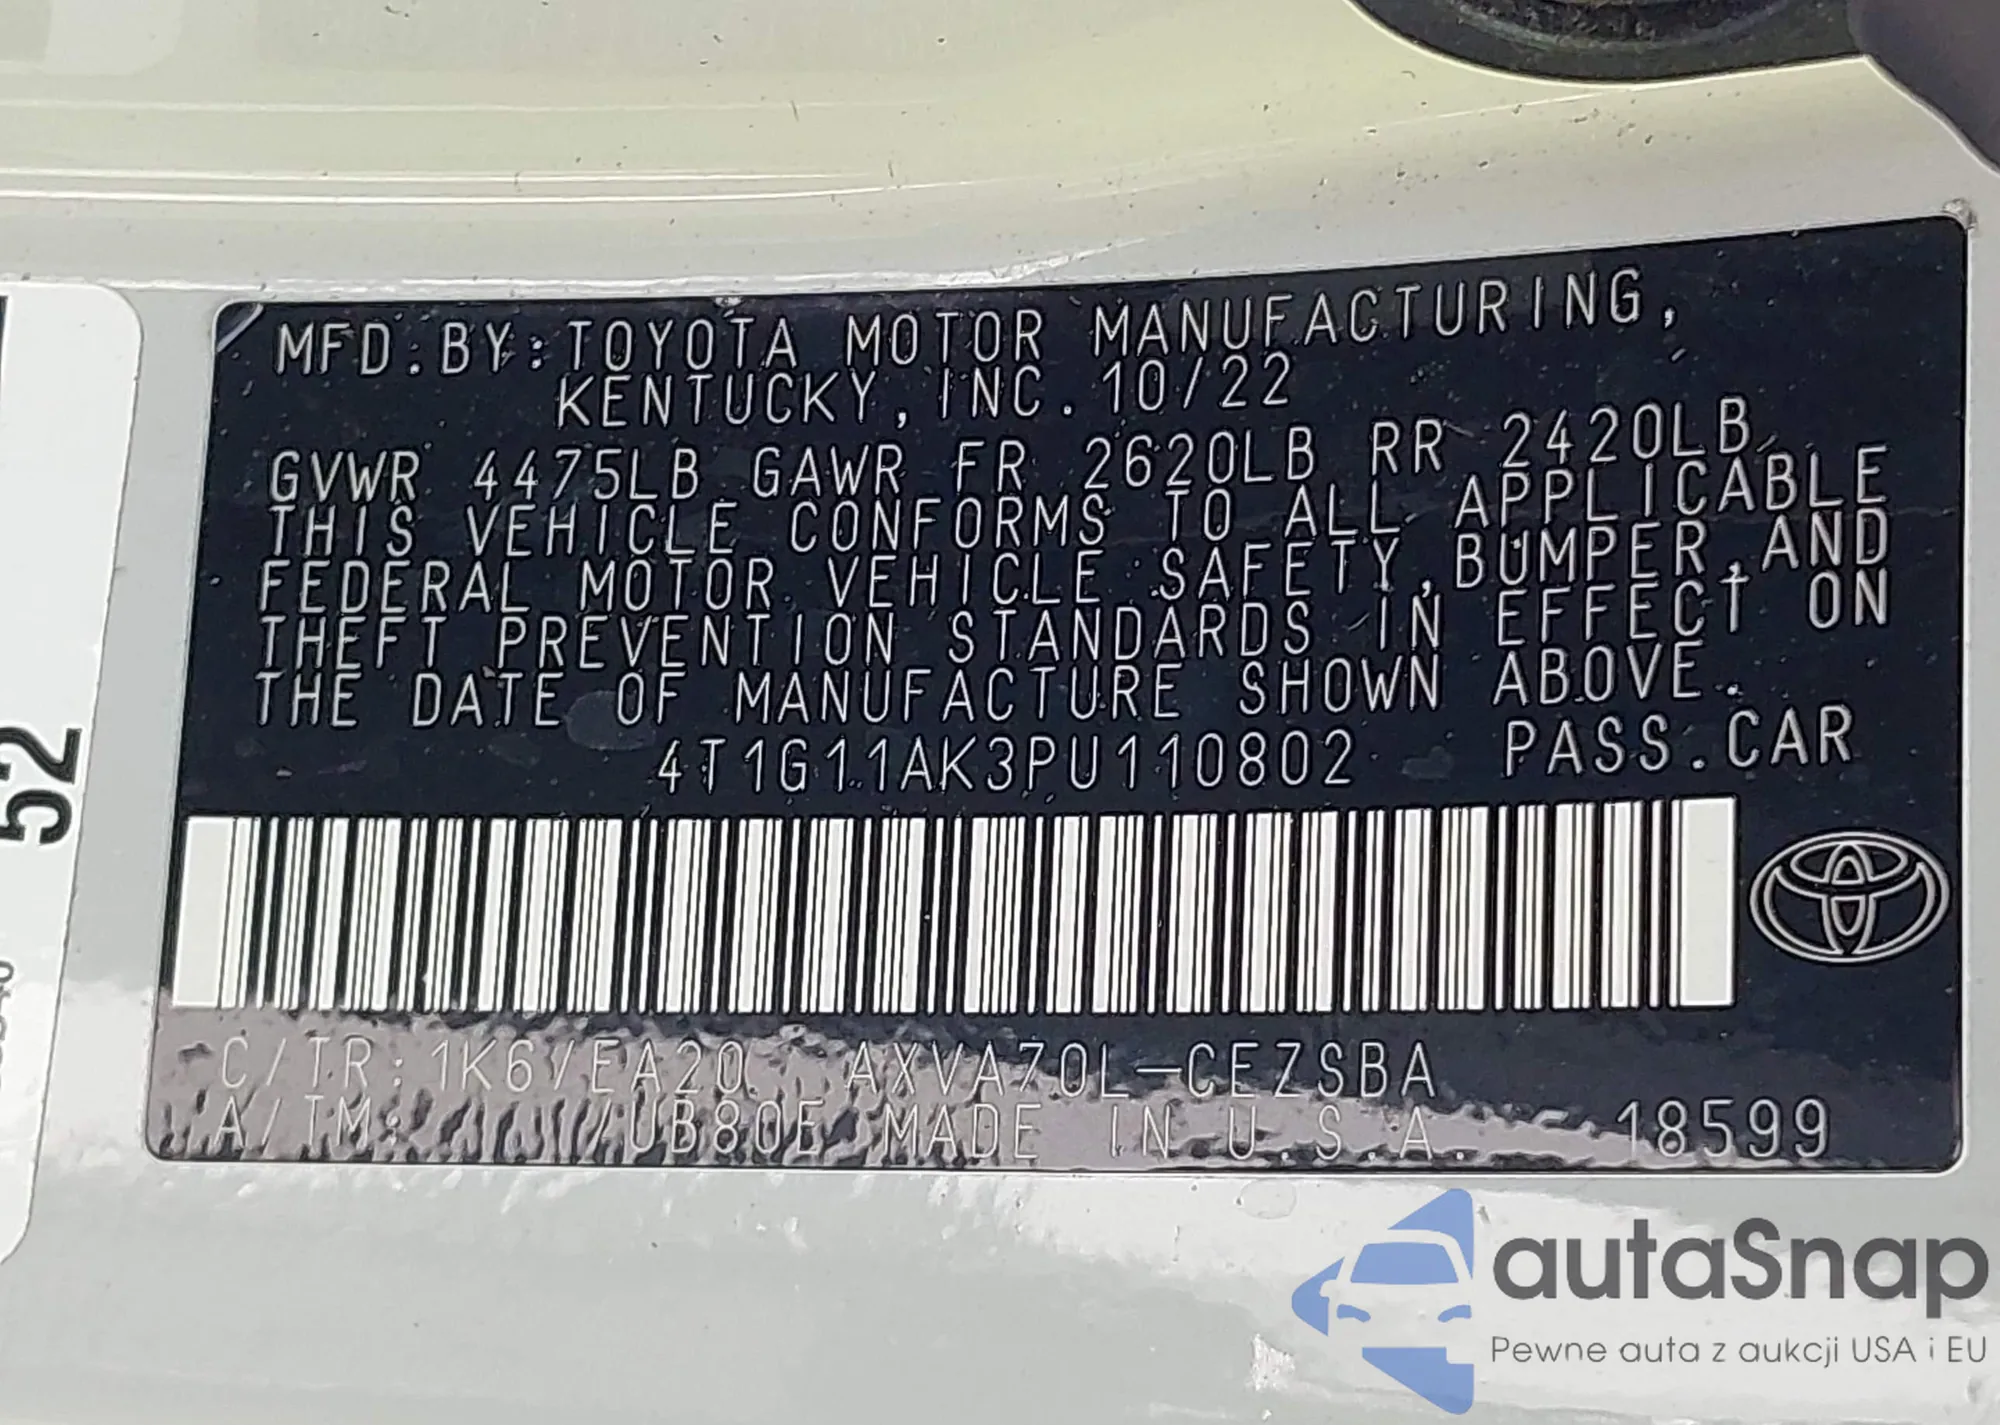 MFD.BY:TOYOTA MOTOR MANUFACTURING,
KENTUCKY, INC. 10/22
GVWR 4475LB GAWR FR 2620LB RR 2420LB
THIS VEHICLE CONFORMS TO ALL APPLICABLE
FEDERAL MOTOR VEHICLE SAFETY,BUMPER,AND
THEFT PREVENTION STANDARDS IN EFFECT ON
THE DATE OF MANUFACTURE SHOWN ABOVE.
4T1G11AK3PU110802 PASS.CAR
C/TR:1K6/EA20 AXVA70L-CEZSBA
A/TM: /UB80E MADE IN U.S.A. 18599
52
autaSnap
Pewne auta z aukcji USA i EU